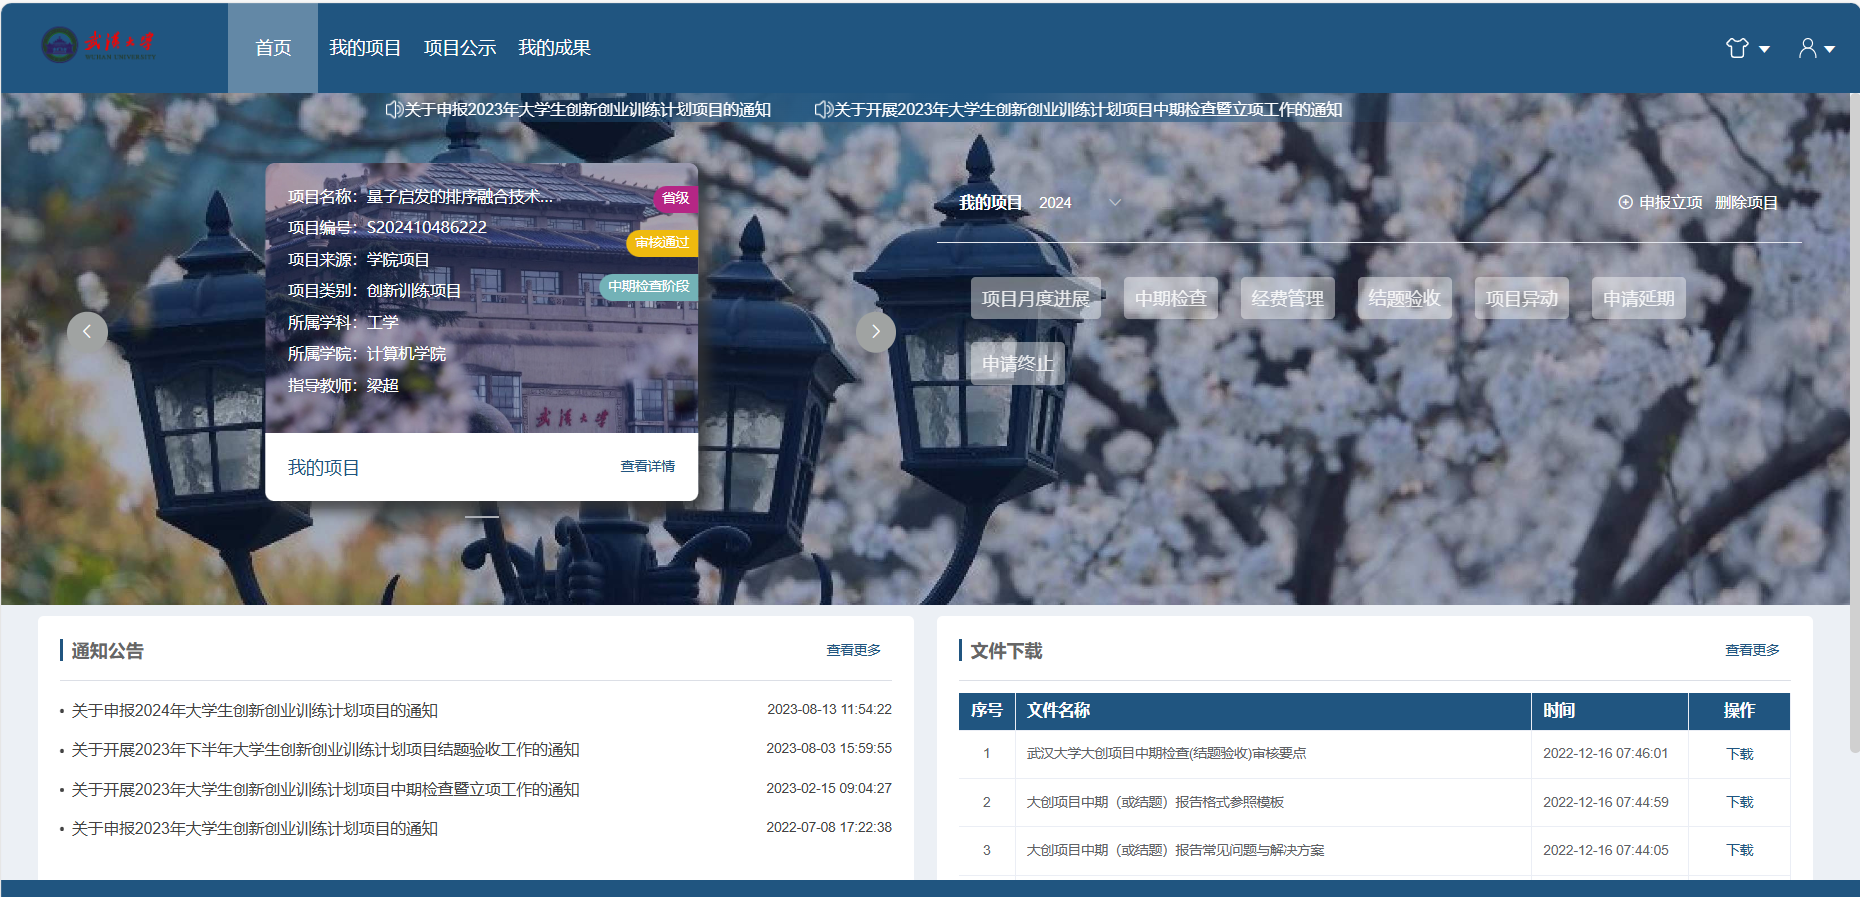 武汉大学
WUHAN UNIVERSITY
首页 我的项目 项目公示 我的成果
关于申报2023年大学生创新创业训练计划项目的通知 关于开展2023年大学生创新创业训练计划项目中期检查暨立项工作的通知
项目名称：量子启发的排序融合技术...
省级
项目编号：S202410486222
审核通过
项目来源：学院项目
中期检查阶段
项目类别：创新训练项目
所属学科：工学
所属学院：计算机学院
指导教师：梁超
武汉大学
我的项目 查看详情
我的项目 2024 申报立项 删除项目
项目月度进展 中期检查 经费管理 结题验收 项目异动 申请延期
申请终止
通知公告 查看更多
• 关于申报2024年大学生创新创业训练计划项目的通知 2023-08-13 11:54:22
• 关于开展2023年下半年大学生创新创业训练计划项目结题验收工作的通知 2023-08-03 15:59:55
• 关于开展2023年大学生创新创业训练计划项目中期检查暨立项工作的通知 2023-02-15 09:04:27
• 关于申报2023年大学生创新创业训练计划项目的通知 2022-07-08 17:22:38
文件下载 查看更多
序号 文件名称 时间 操作
1 武汉大学大创项目中期检查(结题验收)审核要点 2022-12-16 07:46:01 下载
2 大创项目中期（或结题）报告格式参照模板 2022-12-16 07:44:59 下载
3 大创项目中期（或结题）报告常见问题与解决方案 2022-12-16 07:44:05 下载